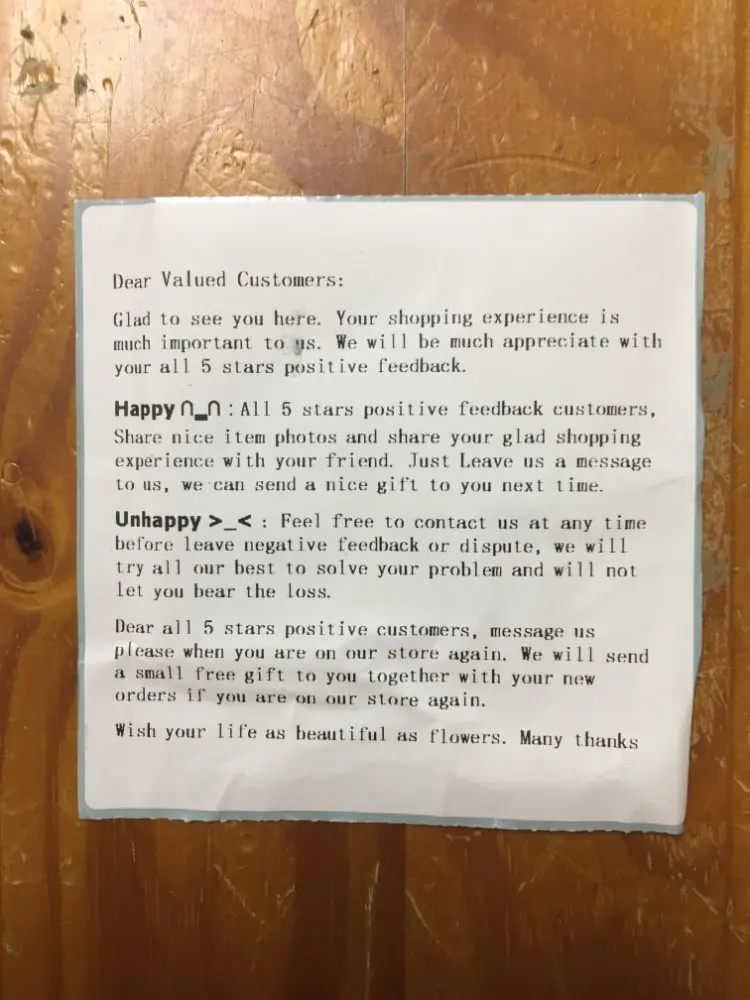 Dear Valued Customers:
Glad to see you here. Your shopping experience is
much important to us. We will be much appreciate with
your all 5 stars positive feedback.
Happy ∩_∩ : All 5 stars positive feedback customers,
Share nice item photos and share your glad shopping
experience with your friend. Just Leave us a message
to us, we can send a nice gift to you next time.
Unhappy >_< : Feel free to contact us at any time
before leave negative feedback or dispute, we will
try all our best to solve your problem and will not
let you bear the loss.
Dear all 5 stars positive customers, message us
please when you are on our store again. We will send
a small free gift to you together with your new
orders if you are on our store again.
Wish your life as beautiful as flowers. Many thanks